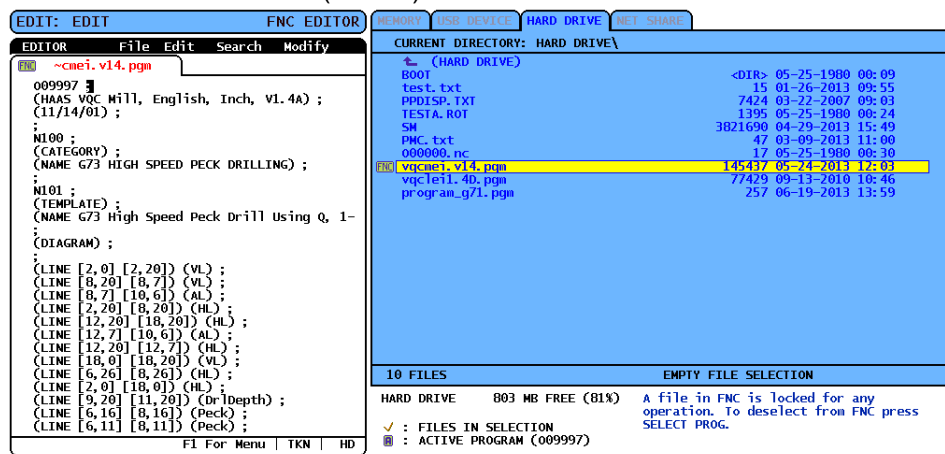 EDIT: EDIT FNC EDITOR
EDITOR File Edit Search Modify
FNC ~cmei.v14.pgm
O09997 ;
(HAAS VQC Mill, English, Inch, V1.4A) ;
(11/14/01) ;
;
N100 ;
(CATEGORY) ;
(NAME G73 HIGH SPEED PECK DRILLING) ;
;
N101 ;
(TEMPLATE) ;
(NAME G73 High Speed Peck Drill Using Q, 1-
;
(DIAGRAM) ;
;
(LINE [2,0] [2,20]) (VL) ;
(LINE [8,20] [8,7]) (VL) ;
(LINE [8,7] [10,6]) (AL) ;
(LINE [2,20] [8,20]) (HL) ;
(LINE [12,20] [18,20]) (HL) ;
(LINE [12,7] [10,6]) (AL) ;
(LINE [12,20] [12,7]) (HL) ;
(LINE [18,0] [18,20]) (VL) ;
(LINE [6,26] [8,26]) (HL) ;
(LINE [2,0] [18,0]) (HL) ;
(LINE [9,20] [11,20]) (DrlDepth) ;
(LINE [6,16] [8,16]) (Peck) ;
(LINE [6,11] [8,11]) (Peck) ;
F1 For Menu TKN HD
MEMORY USB DEVICE HARD DRIVE NET SHARE
CURRENT DIRECTORY: HARD DRIVE\
(HARD DRIVE)
BOOT <DIR> 05-25-1980 00:09
test.txt 15 01-26-2013 09:55
PPDISP.TXT 7424 03-22-2007 09:03
TESTA.ROT 1395 05-25-1980 00:24
SM 3821690 04-29-2013 15:49
PMC.txt 47 03-09-2013 11:00
O00000.nc 17 05-25-1980 00:30
FNC vqcmei.v14.pgm 145437 05-24-2013 12:03
vqclei1.4D.pgm 77429 09-13-2010 10:46
program_g71.pgm 257 06-19-2013 13:59
10 FILES EMPTY FILE SELECTION
HARD DRIVE 803 MB FREE (81%)
✓ : FILES IN SELECTION
A : ACTIVE PROGRAM (O09997)
A file in FNC is locked for any
operation. To deselect from FNC press
SELECT PROG.